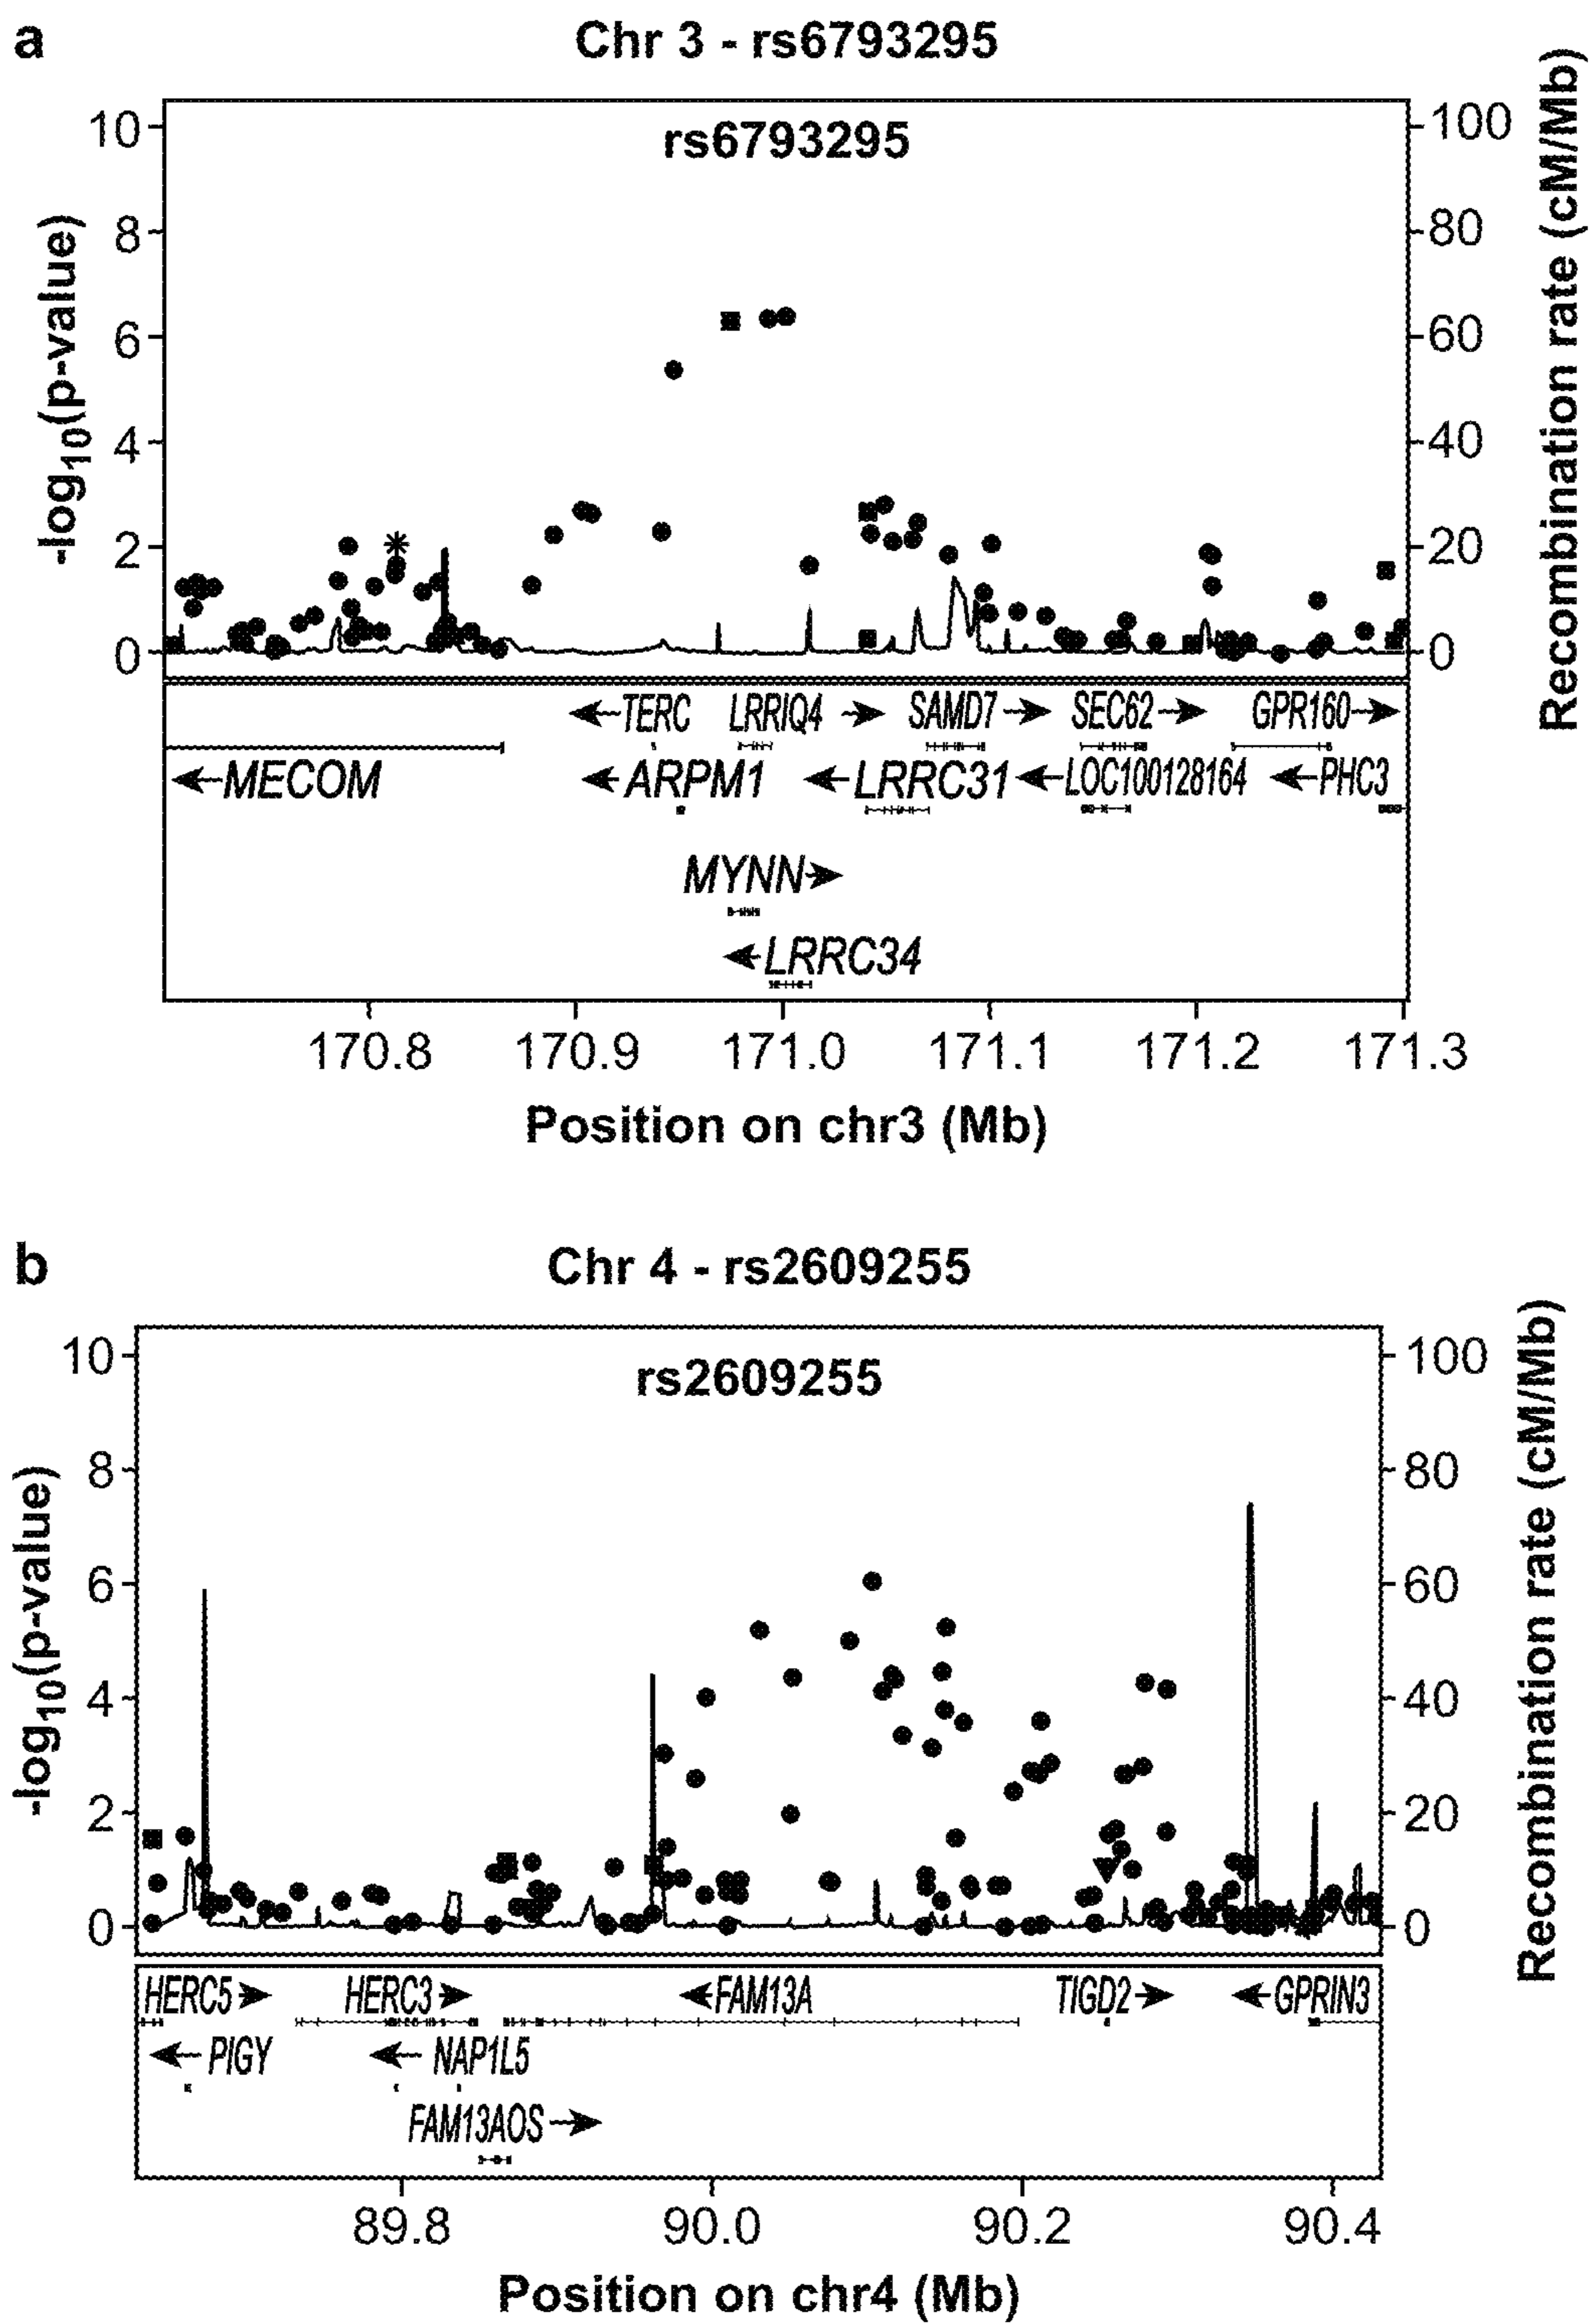 a
Chr 3 - rs6793295
rs6793295
10
8
6
4
2
0
-log10(p-value)
100
80
60
40
20
0
Recombination rate (cM/Mb)
TERC LRRIQ4 SAMD7 SEC62 GPR160
MECOM ARPM1 LRRC31 LOC100128164 PHC3
MYNN
LRRC34
170.8 170.9 171.0 171.1 171.2 171.3
Position on chr3 (Mb)
b
Chr 4 - rs2609255
rs2609255
10
8
6
4
2
0
-log10(p-value)
100
80
60
40
20
0
Recombination rate (cM/Mb)
HERC5 HERC3 FAM13A TIGD2 GPRIN3
PIGY NAP1L5
FAM13AOS
89.8 90.0 90.2 90.4
Position on chr4 (Mb)